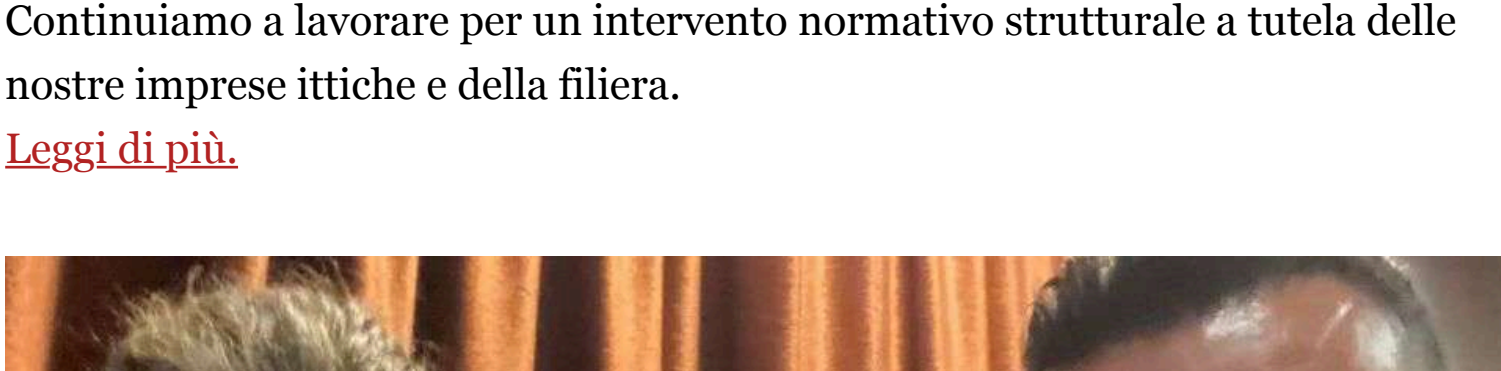 Continuiamo a lavorare per un intervento normativo strutturale a tutela delle
nostre imprese ittiche e della filiera.
Leggi di più.